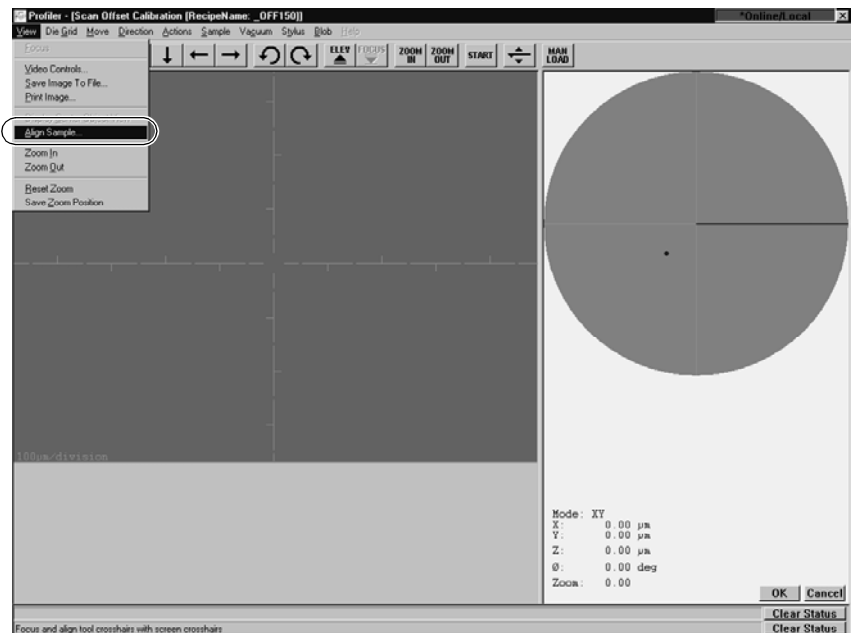 Profiler - [Scan Offset Calibration [RecipeName: _OFF150]]
*Online/Local
View Die Grid Move Direction Actions Sample Vacuum Stylus Blob Help
Focus
ELEV
FOCUS
ZOOM IN
ZOOM OUT
START
MAN LOAD
Video Controls...
Save Image To File...
Print Image...
Align Sample...
Zoom In
Zoom Out
Reset Zoom
Save Zoom Position
100µm/division
Mode: XY
X: 0.00 µm
Y: 0.00 µm
Z: 0.00 µm
Ø: 0.00 deg
Zoom: 0.00
OK Cancel
Clear Status
Focus and align tool crosshairs with screen crosshairs
Clear Status